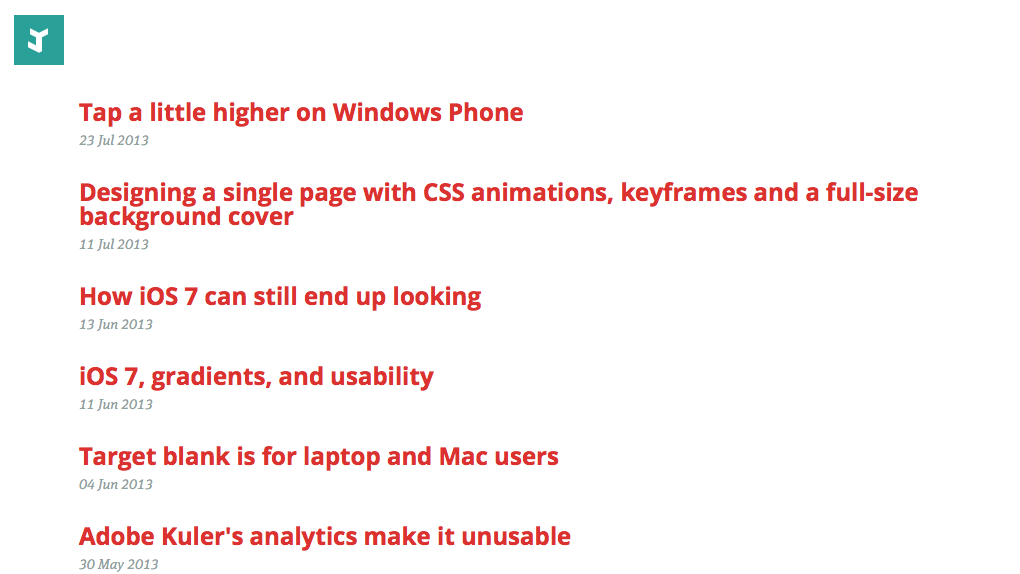 Tap a little higher on Windows Phone
23 Jul 2013
Designing a single page with CSS animations, keyframes and a full-size
background cover
11 Jul 2013
How iOS 7 can still end up looking
13 Jun 2013
iOS 7, gradients, and usability
11 Jun 2013
Target blank is for laptop and Mac users
04 Jun 2013
Adobe Kuler's analytics make it unusable
30 May 2013